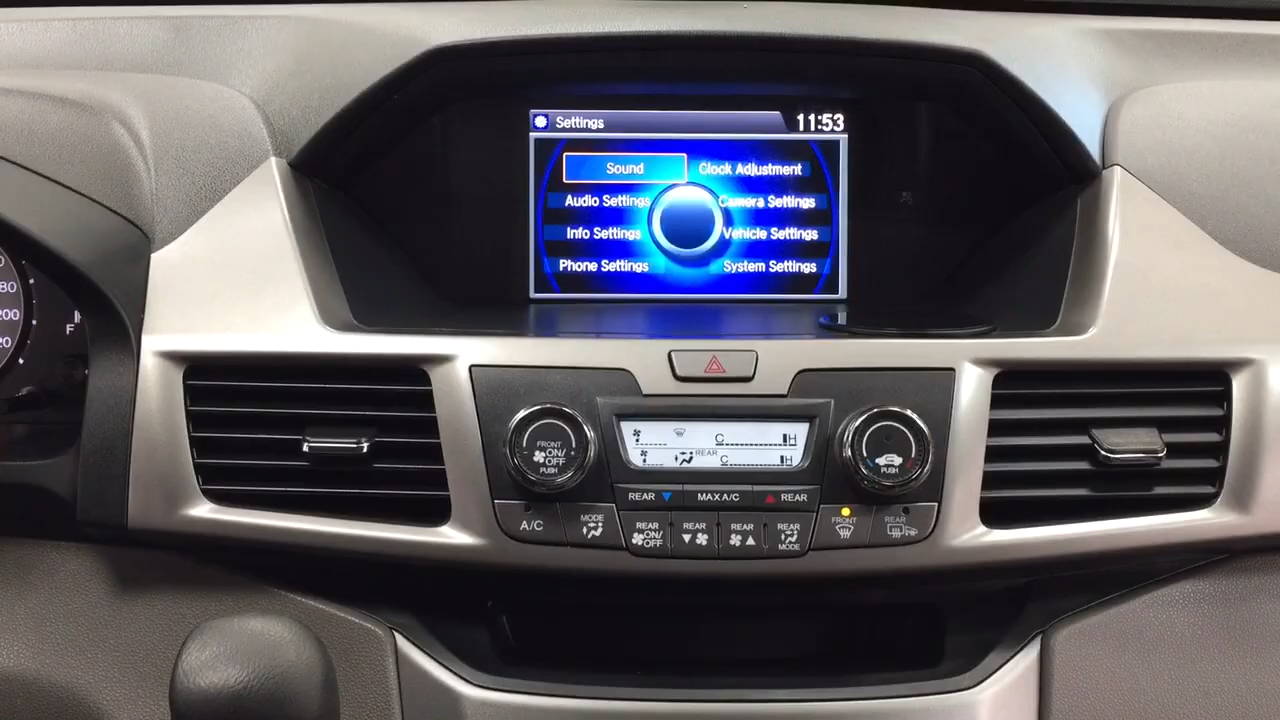 Settings 11:53
Sound Clock Adjustment
Audio Settings Camera Settings
Info Settings Vehicle Settings
Phone Settings System Settings
80
200
20
F
FRONT
ON/
OFF
PUSH
C H
REAR C H
PUSH
REAR MAX A/C REAR
A/C
MODE
REAR
ON/
OFF
REAR
REAR
REAR
MODE
FRONT
REAR